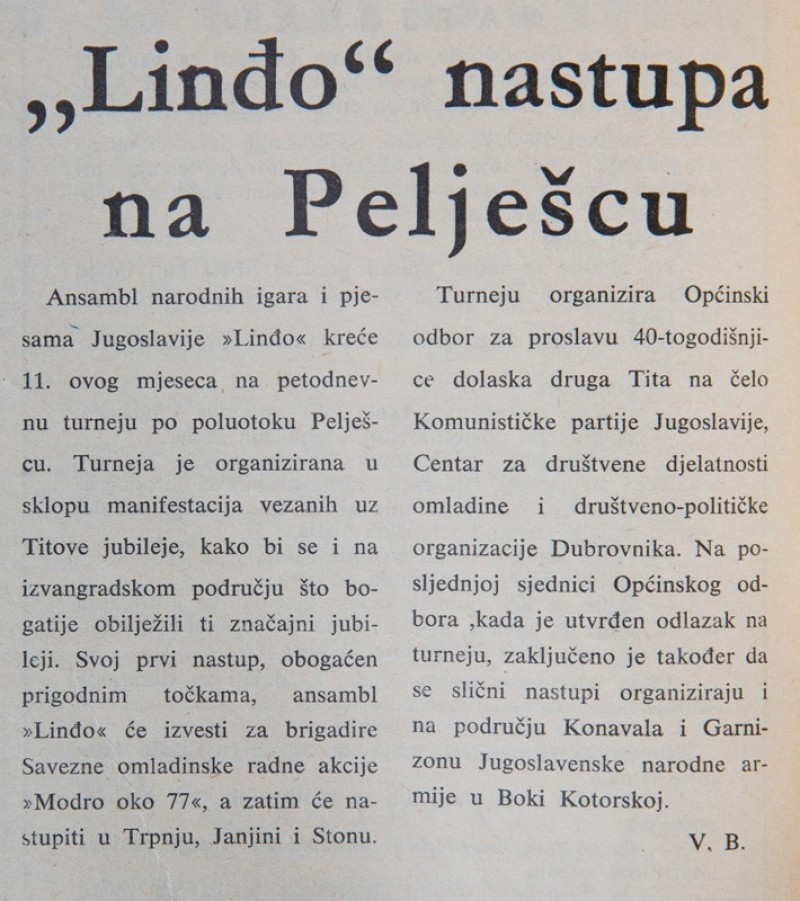 „Linđo“ nastupa
na Pelješcu
Ansambl narodnih igara i pje-
sama Jugoslavije »Linđo« kreće
11. ovog mjeseca na petodnev-
nu turneju po poluotoku Pelješ-
cu. Turneja je organizirana u
sklopu manifestacija vezanih uz
Titove jubileje, kako bi se i na
izvangradskom području što bo-
gatije obilježili ti značajni jubi-
leji. Svoj prvi nastup, obogaćen
prigodnim točkama, ansambl
»Linđo« će izvesti za brigadire
Savezne omladinske radne akcije
»Modro oko 77«, a zatim će na-
stupiti u Trpnju, Janjini i Stonu.
Turneju organizira Općinski
odbor za proslavu 40-togodišnji-
ce dolaska druga Tita na čelo
Komunističke partije Jugoslavije,
Centar za društvene djelatnosti
omladine i društveno-političke
organizacije Dubrovnika. Na po-
sljednjoj sjednici Općinskog od-
bora ,kada je utvrđen odlazak na
turneju, zaključeno je također da
se slični nastupi organiziraju i
na području Konavala i Garni-
zonu Jugoslavenske narodne ar-
mije u Boki Kotorskoj.
V. B.